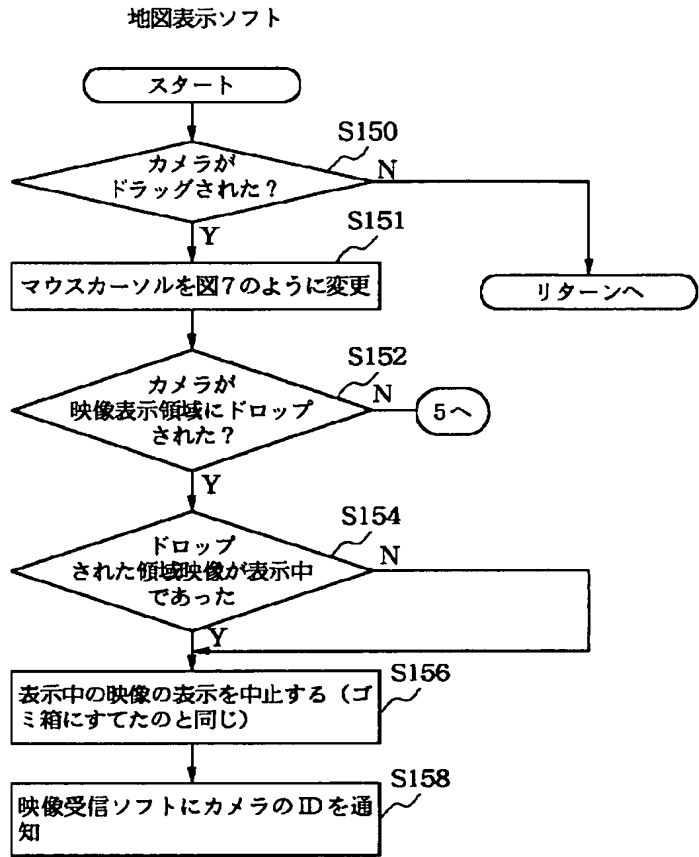 地図表示ソフト
スタート
S150
カメラが
ドラッグされた？
N
Y
S151
マウスカーソルを図7のように変更
リターンへ
S152
カメラが
映像表示領域にドロップ
された？
N
5へ
Y
S154
ドロップ
された領域映像が表示中
であった
N
Y
S156
表示中の映像の表示を中止する（ゴ
ミ箱にすてたのと同じ）
S158
映像受信ソフトにカメラのIDを通
知